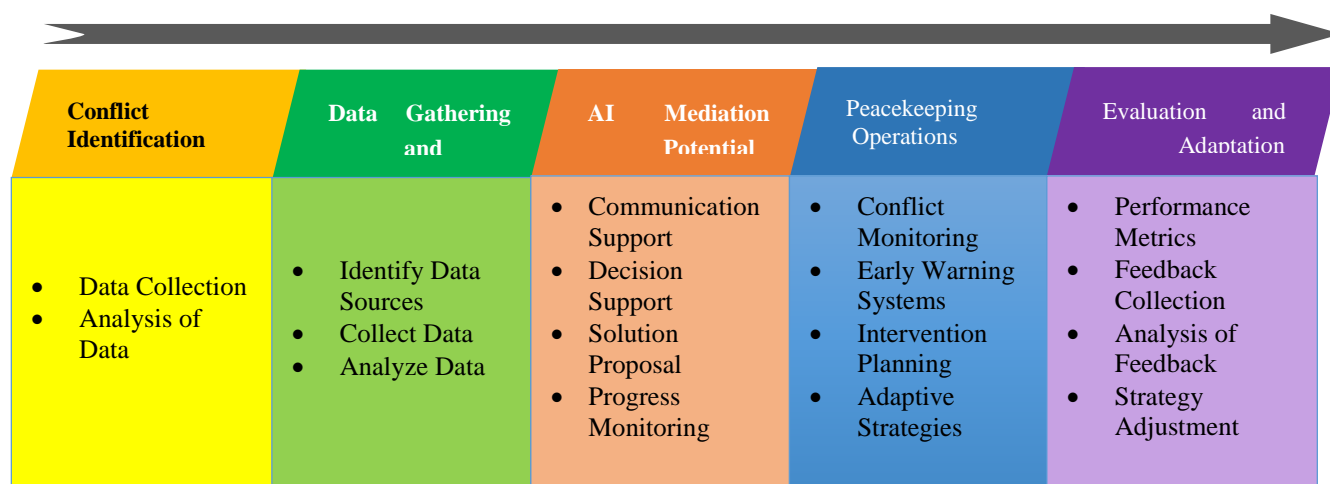 Conflict
Identification
Data Gathering
and
AI Mediation
Potential
Peacekeeping
Operations
Evaluation and
Adaptation
• Data Collection
• Analysis of
Data
• Identify Data
Sources
• Collect Data
• Analyze Data
• Communication
Support
• Decision
Support
• Solution
Proposal
• Progress
Monitoring
• Conflict
Monitoring
• Early Warning
Systems
• Intervention
Planning
• Adaptive
Strategies
• Performance
Metrics
• Feedback
Collection
• Analysis of
Feedback
• Strategy
Adjustment